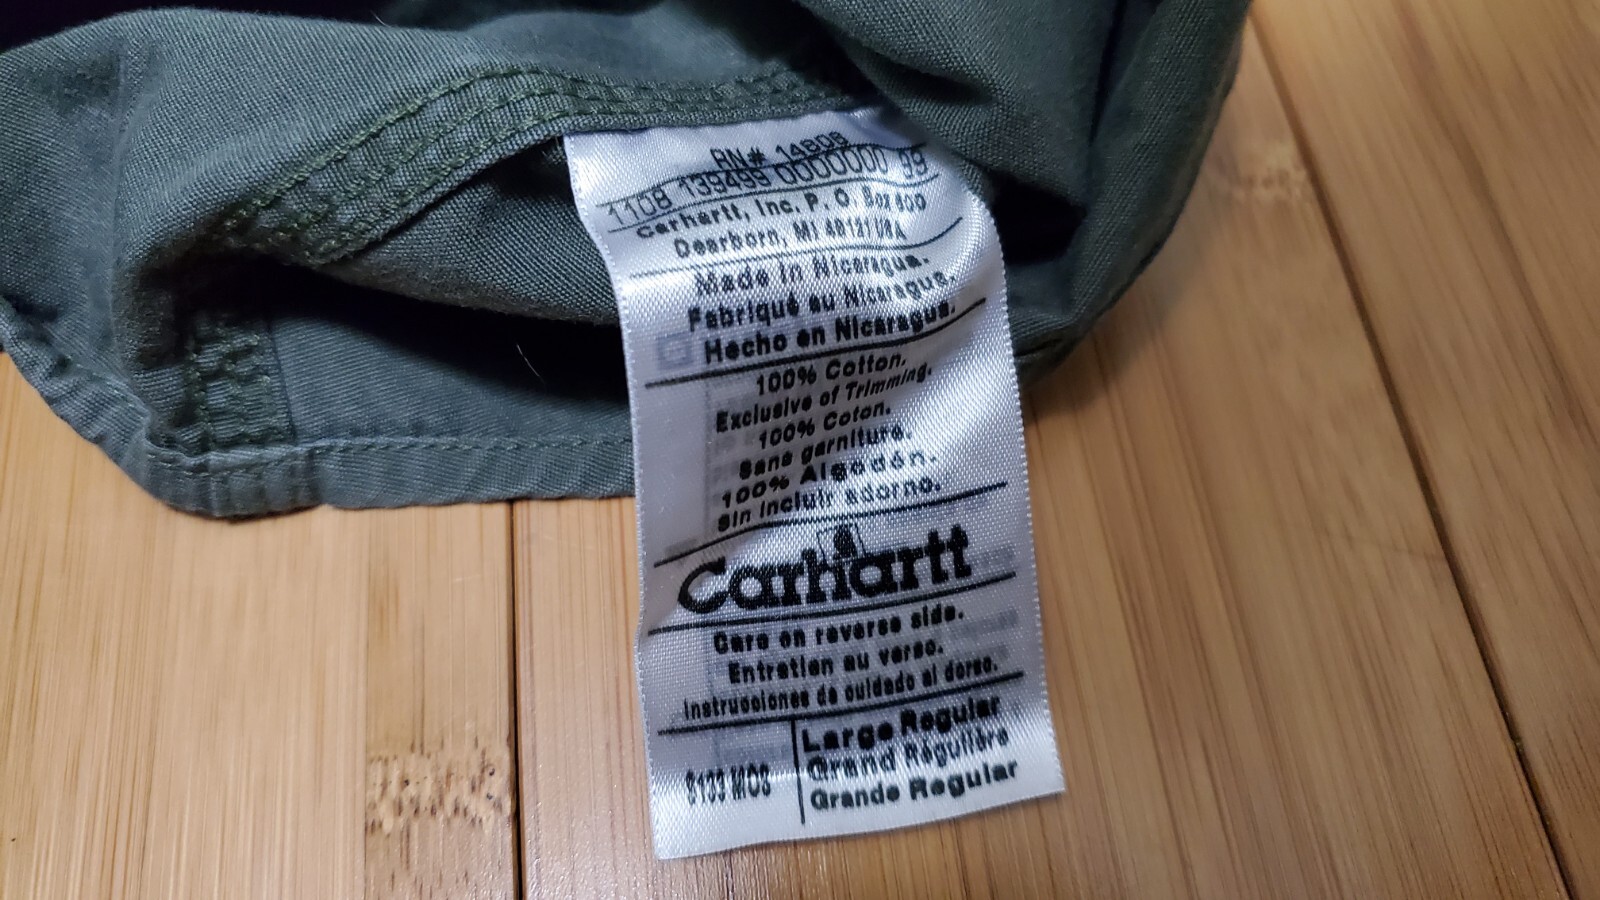 RN# 14806
1108 139499 0000000 99
Carhartt, Inc. P. O. Box 600
Dearborn, MI 48121 USA
Made in Nicaragua.
Fabriqué au Nicaragua.
Hecho en Nicaragua.
100% Cotton.
Exclusive of Trimming.
100% Coton.
Sans garniture.
100% Algodón.
Sin incluir adorno.
Carhartt
Care on reverse side.
Entretien au verso.
Instrucciones de cuidado al dorso.
Large Regular
Grand Régulière
Grande Regular
S133 MOS